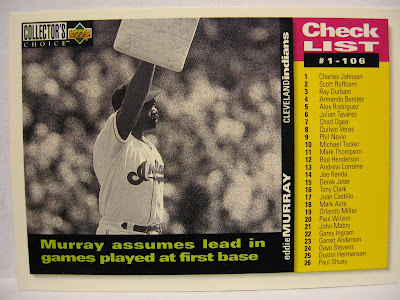 COLLECTOR'S
CHOICE
UPPER
DECK
Check
LIST
#1-106
1 Charles Johnson
2 Scott Ruffcorn
3 Ray Durham
4 Armando Benitez
5 Alex Rodriguez
6 Julian Tavarez
7 Chad Ogea
8 Quilvio Veras
9 Phil Nevin
10 Michael Tucker
11 Mark Thompson
12 Rod Henderson
13 Andrew Lorraine
14 Joe Randa
15 Derek Jeter
16 Tony Clark
17 Juan Castillo
18 Mark Acre
19 Orlando Miller
20 Paul Wilson
21 John Mabry
22 Garey Ingram
23 Garret Anderson
24 Dave Stevens
25 Dustin Hermanson
26 Paul Shuey
CLEVELANDindians
eddieMURRAY
Murray assumes lead in
games played at first base